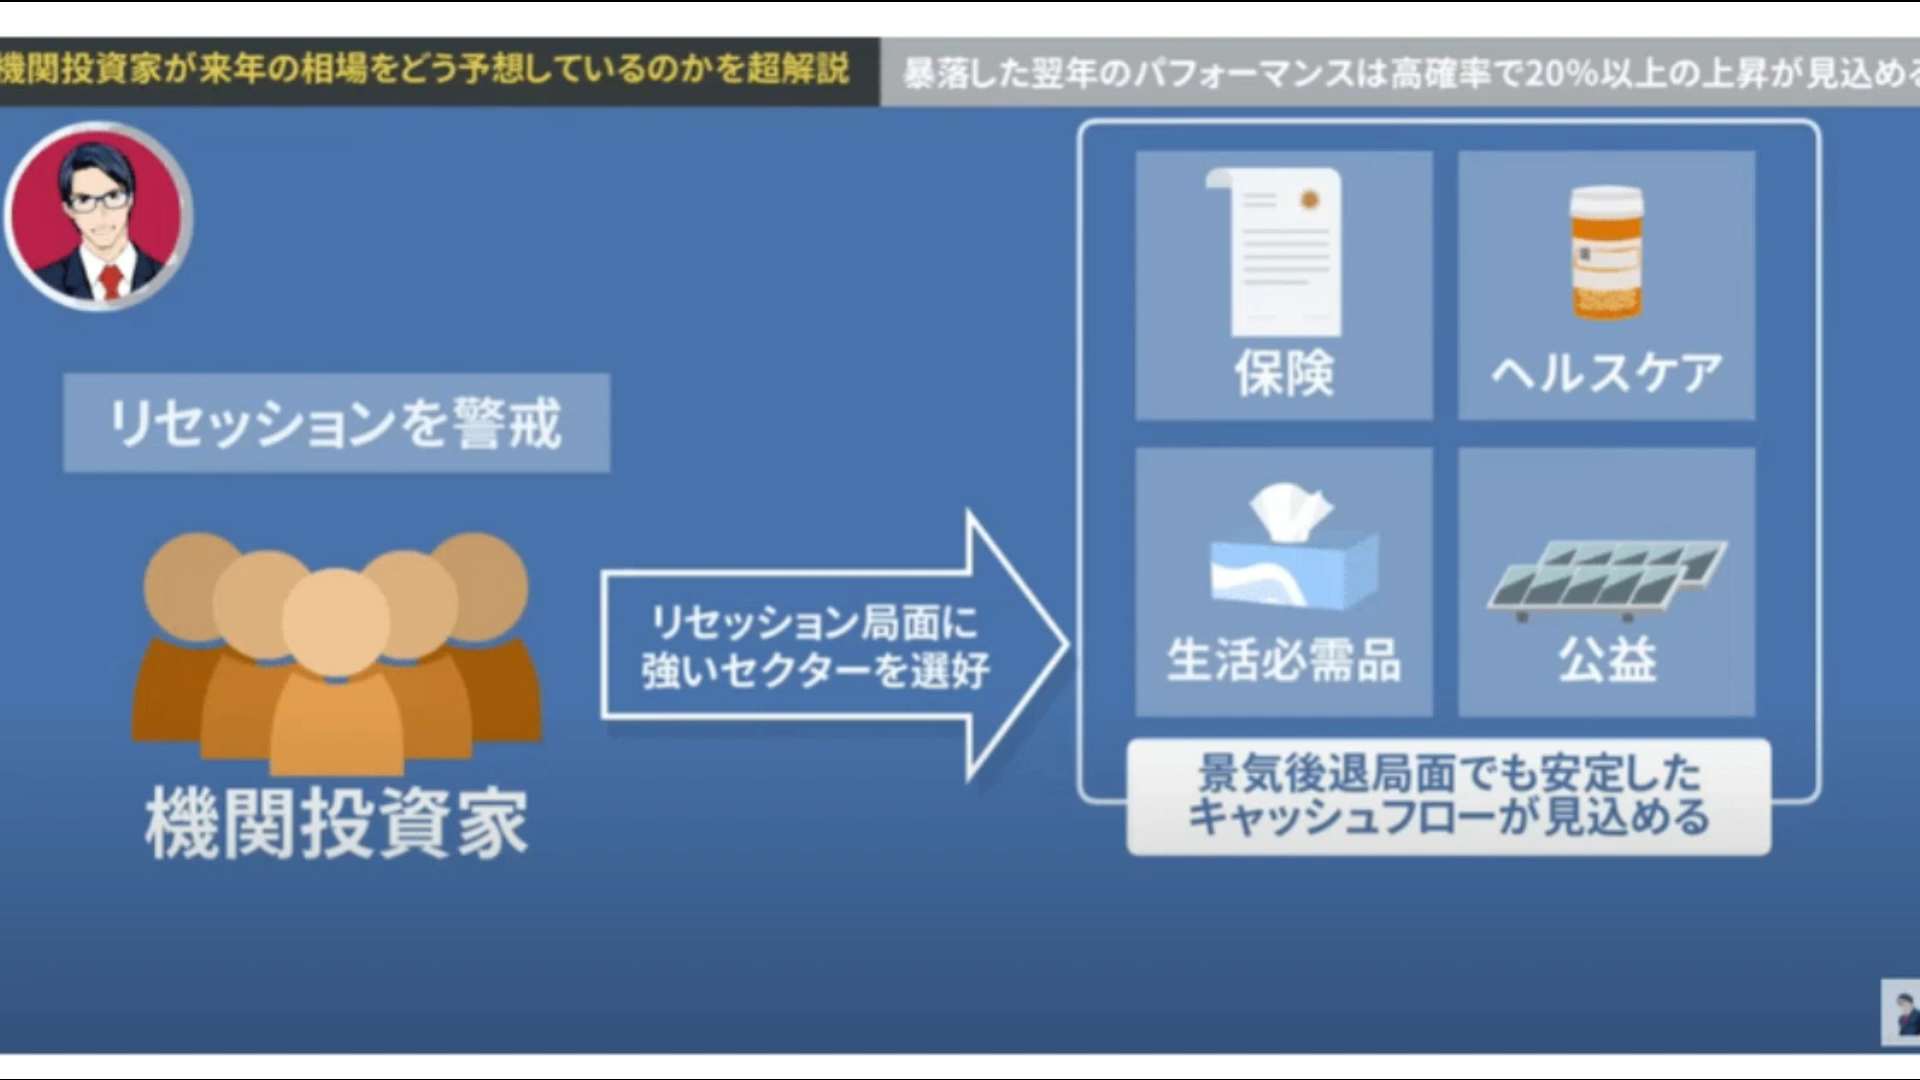 機関投資家が来年の相場をどう予想しているのかを超解説
暴落した翌年のパフォーマンスは高確率で20%以上の上昇が見込める
リセッションを警戒
機関投資家
リセッション局面に
強いセクターを選好
保険
ヘルスケア
生活必需品
公益
景気後退局面でも安定した
キャッシュフローが見込める